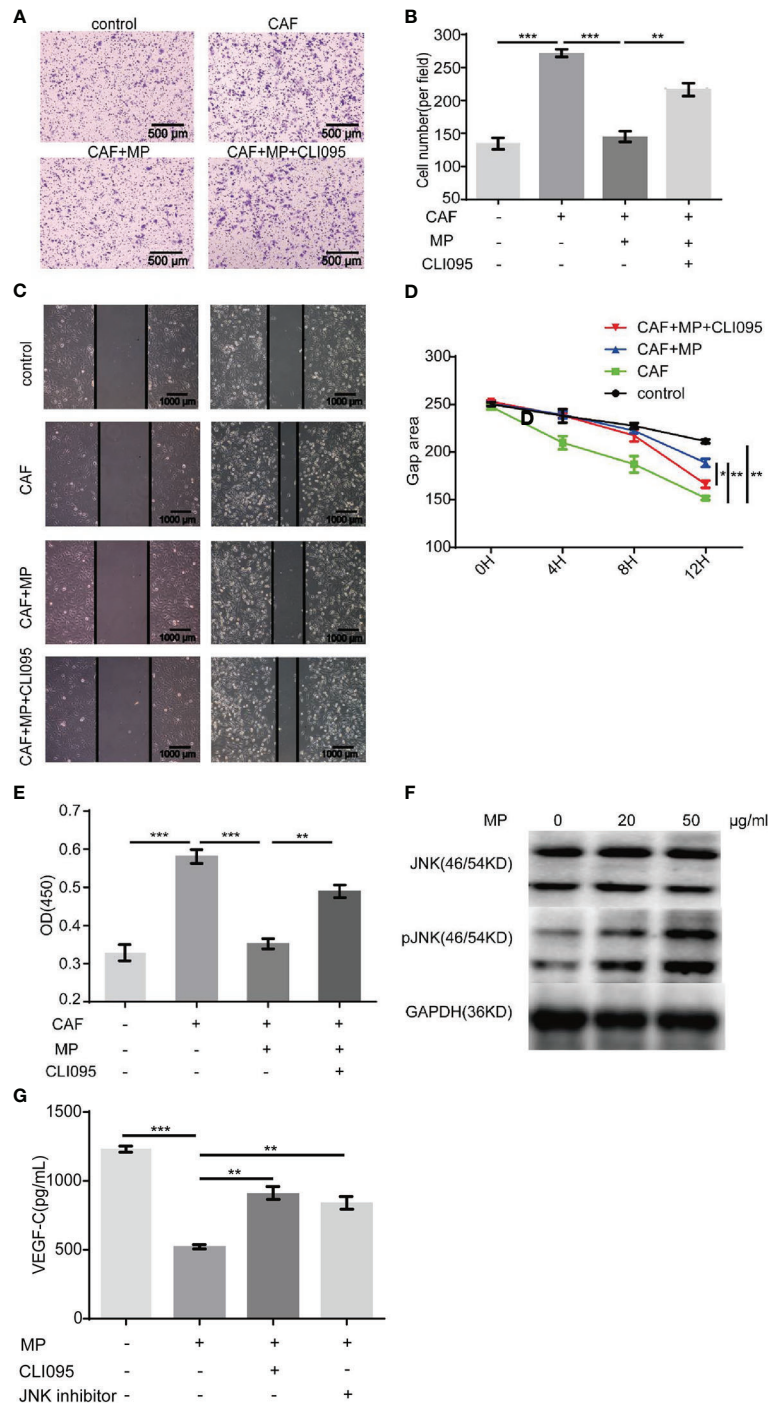 A
control
CAF
500 µm
500 µm
CAF+MP
CAF+MP+CLI095
500 µm
500 µm
B
Cell number(per field)
300
250
200
150
100
50
***
***
**
CAF - + + +
MP - - + +
CLI095 - - - +
C
control
1000 µm
1000 µm
CAF
1000 µm
1000 µm
CAF+MP
1000 µm
1000 µm
CAF+MP+CLI095
1000 µm
1000 µm
D
CAF+MP+CLI095
CAF+MP
CAF
control
Gap area
300
250
200
150
100
D
* ** **
0H 4H 8H 12H
E
OD(450)
0.7
0.6
0.5
0.4
0.3
0.2
***
***
**
CAF - + + +
MP - - + +
CLI095 - - - +
F
MP 0 20 50 µg/ml
JNK(46/54KD)
pJNK(46/54KD)
GAPDH(36KD)
G
VEGF-C(pg/mL)
1500
1000
500
0
***
**
**
MP - + + +
CLI095 - - + -
JNK inhibitor - - - +